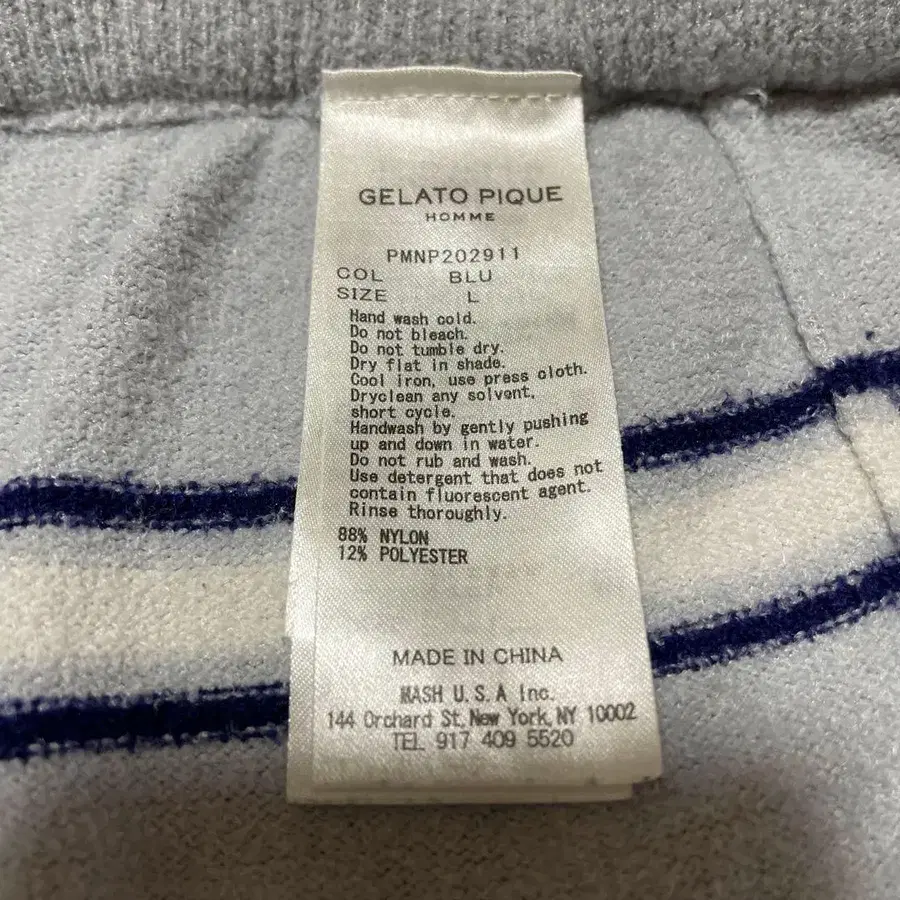 GELATO PIQUE
HOMME
PMNP202911
COL BLU
SIZE L
Hand wash cold.
Do not bleach.
Do not tumble dry.
Dry flat in shade.
Cool iron, use press cloth.
Dryclean any solvent,
short cycle.
Handwash by gently pushing
up and down in water.
Do not rub and wash.
Use detergent that does not
contain fluorescent agent.
Rinse thoroughly.
88% NYLON
12% POLYESTER
MADE IN CHINA
MASH U.S.A Inc.
144 Orchard St, New York, NY 10002
TEL 917 409 5520